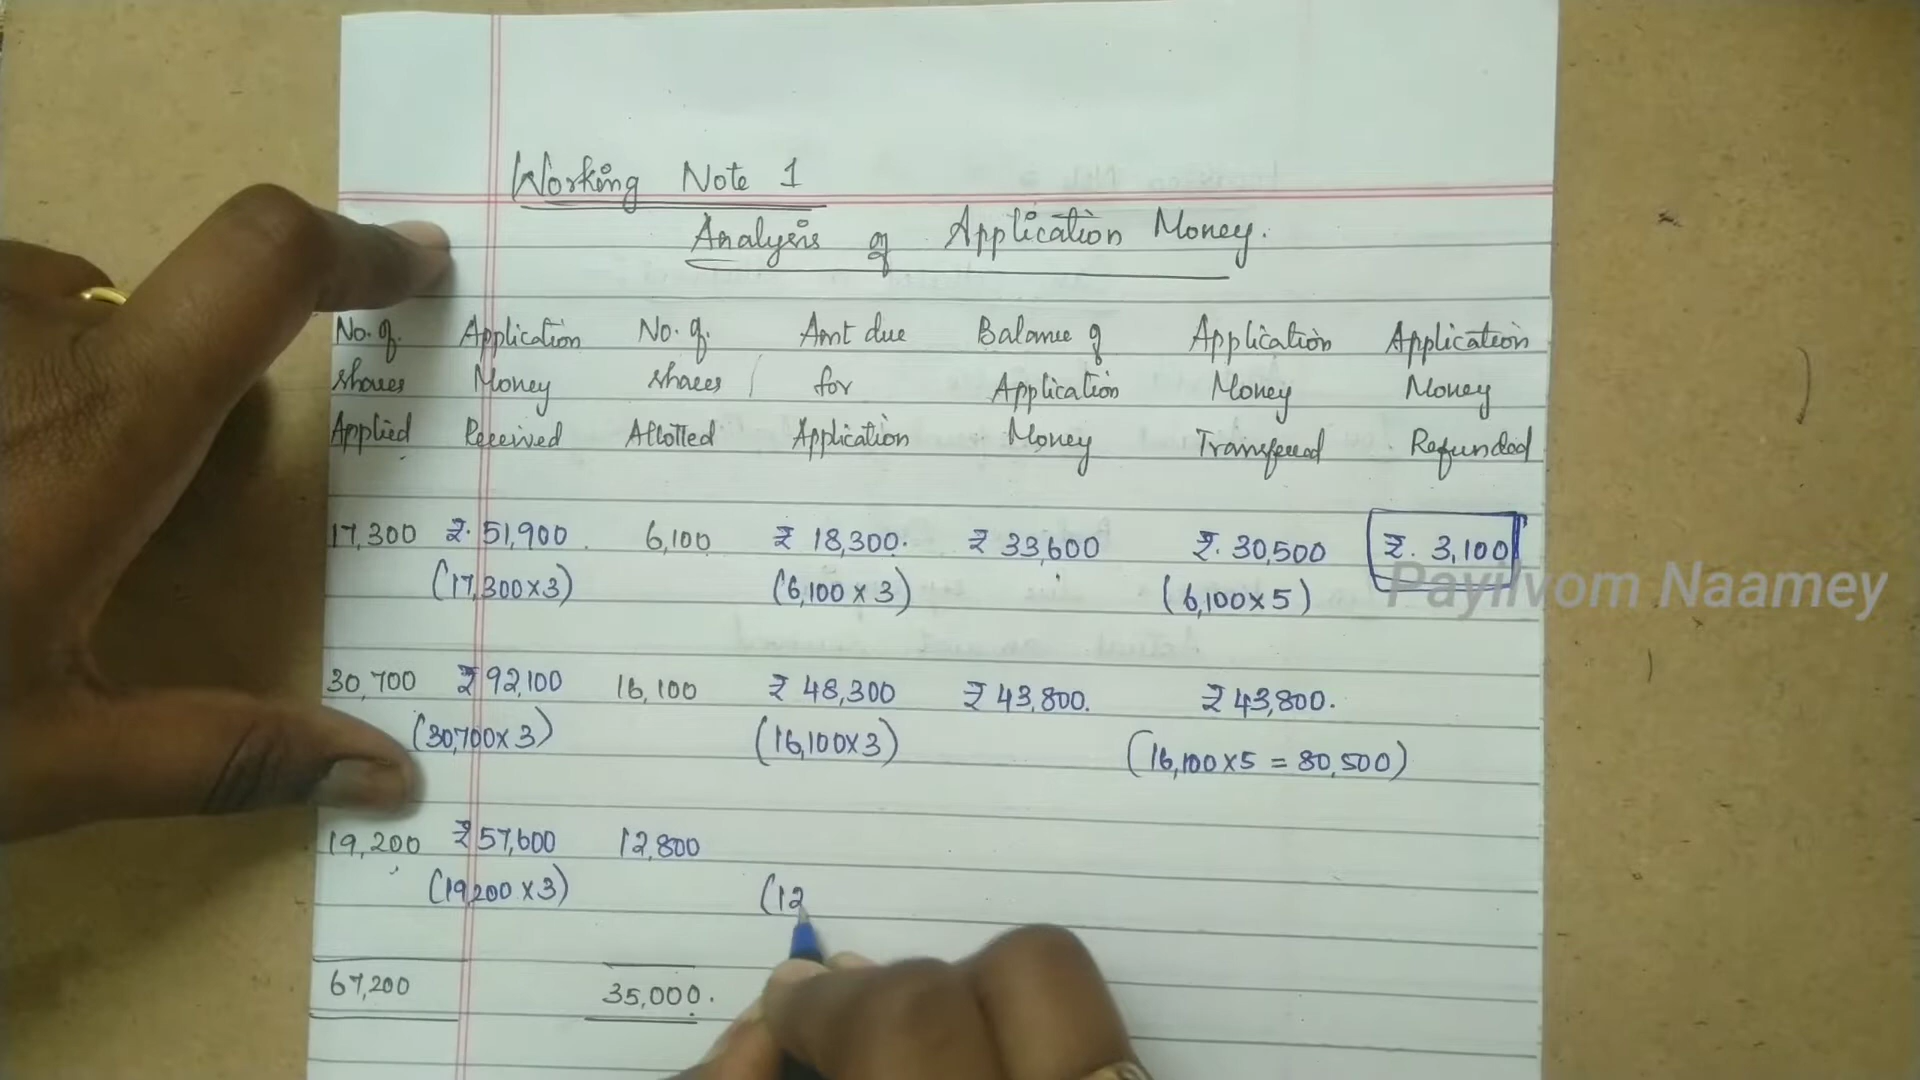 Working Note 1
Analysis of Application Money.
No. of Application No. of Amt due Balance of Application Application
shares Money shares for Application Money Money
Applied Received Allotted Application Money Transferred Refunded
17,300 ₹. 51,900 6,100 ₹ 18,300. ₹ 33,600 ₹. 30,500 ₹. 3,100
(17,300x3) (6,100 x 3) (6,100x5)
Payilvom Naamey
30,700 ₹ 92,100 16,100 ₹ 48,300 ₹ 43,800. ₹ 43,800.
(30,700x3) (16,100x3) (16,100x5 = 80,500)
19,200 ₹57,600 12,800
(19,200 x3) (12
67,200 35,000.